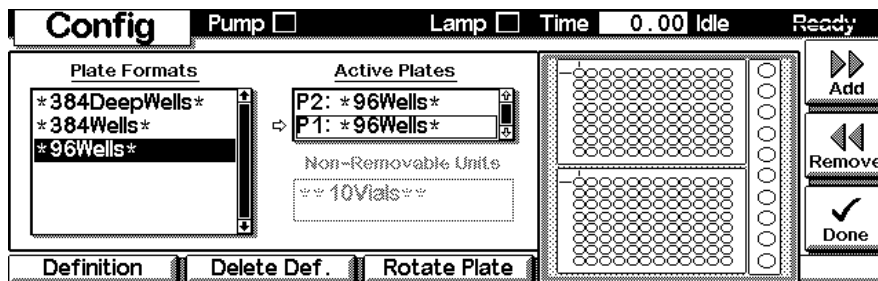 Config Pump Lamp Time 0.00 Idle Ready
Plate Formats
*384DeepWells*
*384Wells*
*96Wells*
Active Plates
P2: *96Wells*
P1: *96Wells*
Non-Removable Units
** 10Vials**
Add
Remove
Done
Definition Delete Def. Rotate Plate